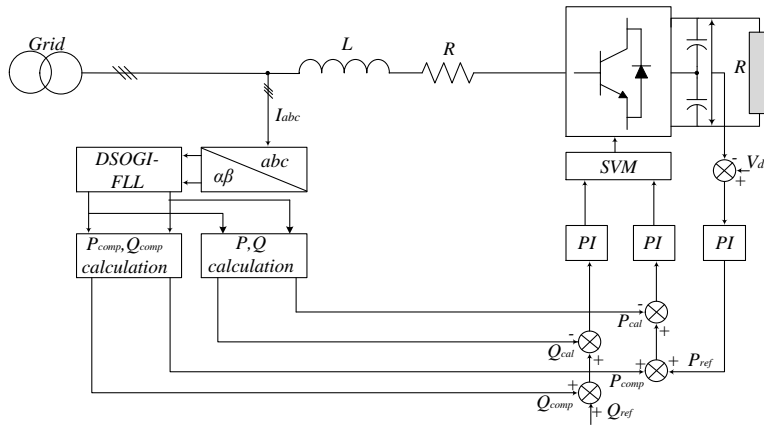 Grid
L
R
R
I_abc
DSOGI-
FLL
abc
αβ
SVM
-
+
V_d
P_comp,Q_comp
calculation
P,Q
calculation
PI
PI
PI
-
P_cal
+
-
Q_cal
+
+
P_comp
+
P_ref
+
Q_comp
+
Q_ref